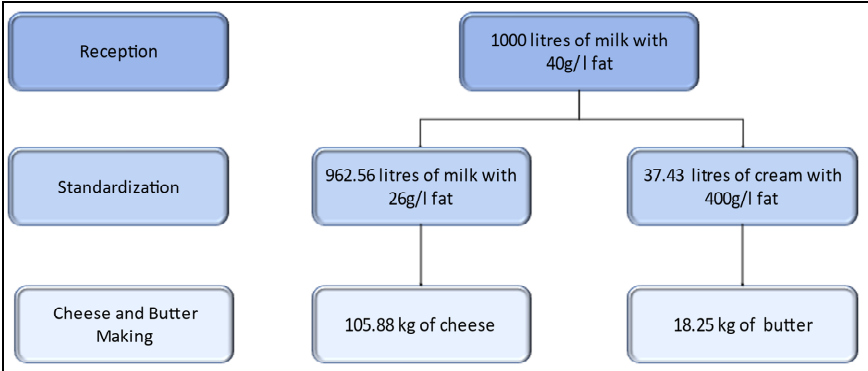 Reception
1000 litres of milk with
40g/l fat
Standardization
962.56 litres of milk with
26g/l fat
37.43 litres of cream with
400g/l fat
Cheese and Butter
Making
105.88 kg of cheese
18.25 kg of butter